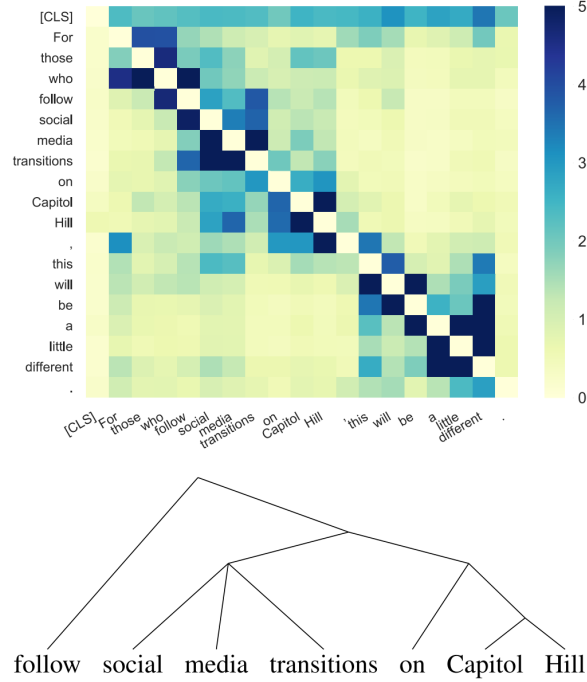 [CLS]
For
those
who
follow
social
media
transitions
on
Capitol
Hill
,
this
will
be
a
little
different
.
5
4
3
2
1
0
[CLS] For those who follow social media transitions on Capitol Hill , this will be a little different .
follow social media transitions on Capitol Hill